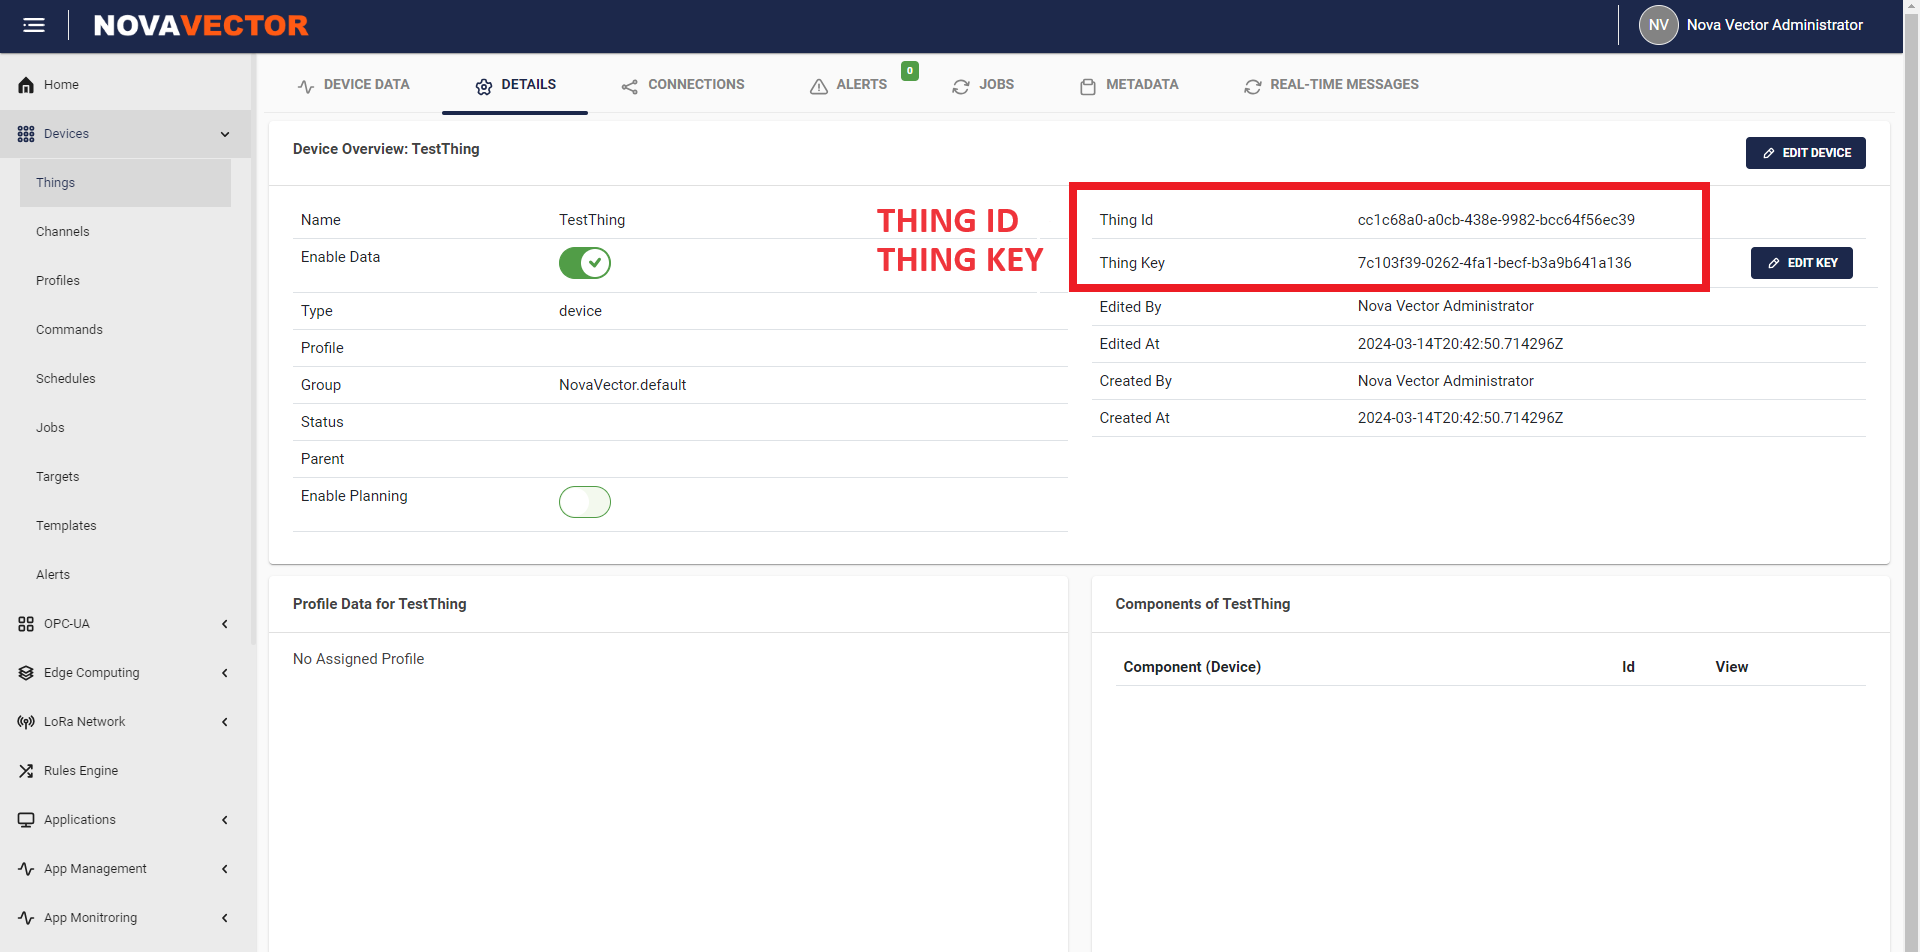 NOVAVECTOR
NV Nova Vector Administrator
Home
Devices
Things
Channels
Profiles
Commands
Schedules
Jobs
Targets
Templates
Alerts
OPC-UA
Edge Computing
LoRa Network
Rules Engine
Applications
App Management
App Monitroring
DEVICE DATA DETAILS CONNECTIONS ALERTS 0 JOBS METADATA REAL-TIME MESSAGES
Device Overview: TestThing
EDIT DEVICE
Name TestThing
Enable Data
Type device
Profile
Group NovaVector.default
Status
Parent
Enable Planning
THING ID
THING KEY
Thing Id cc1c68a0-a0cb-438e-9982-bcc64f56ec39
Thing Key 7c103f39-0262-4fa1-becf-b3a9b641a136
EDIT KEY
Edited By Nova Vector Administrator
Edited At 2024-03-14T20:42:50.714296Z
Created By Nova Vector Administrator
Created At 2024-03-14T20:42:50.714296Z
Profile Data for TestThing
No Assigned Profile
Components of TestThing
Component (Device) Id View